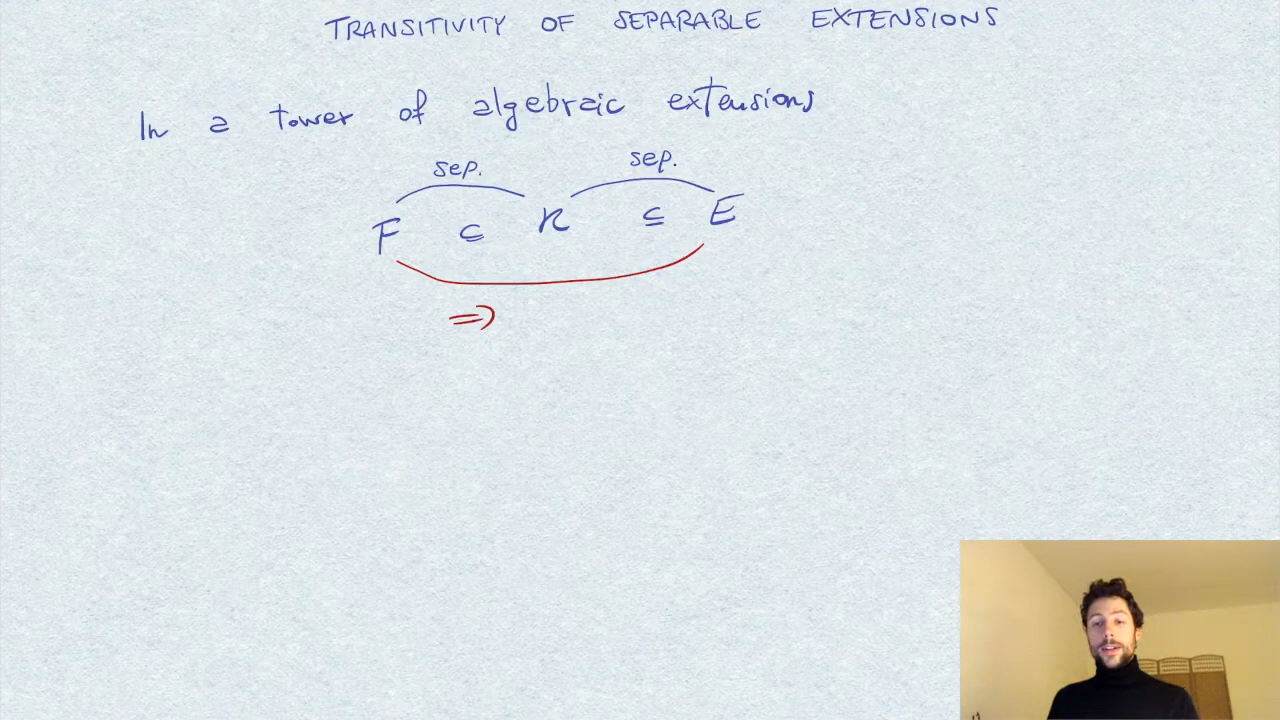 TRANSITIVITY OF SEPARABLE EXTENSIONS
In a tower of algebraic extensions
sep. sep.
F ⊆ K ⊆ E
⇒